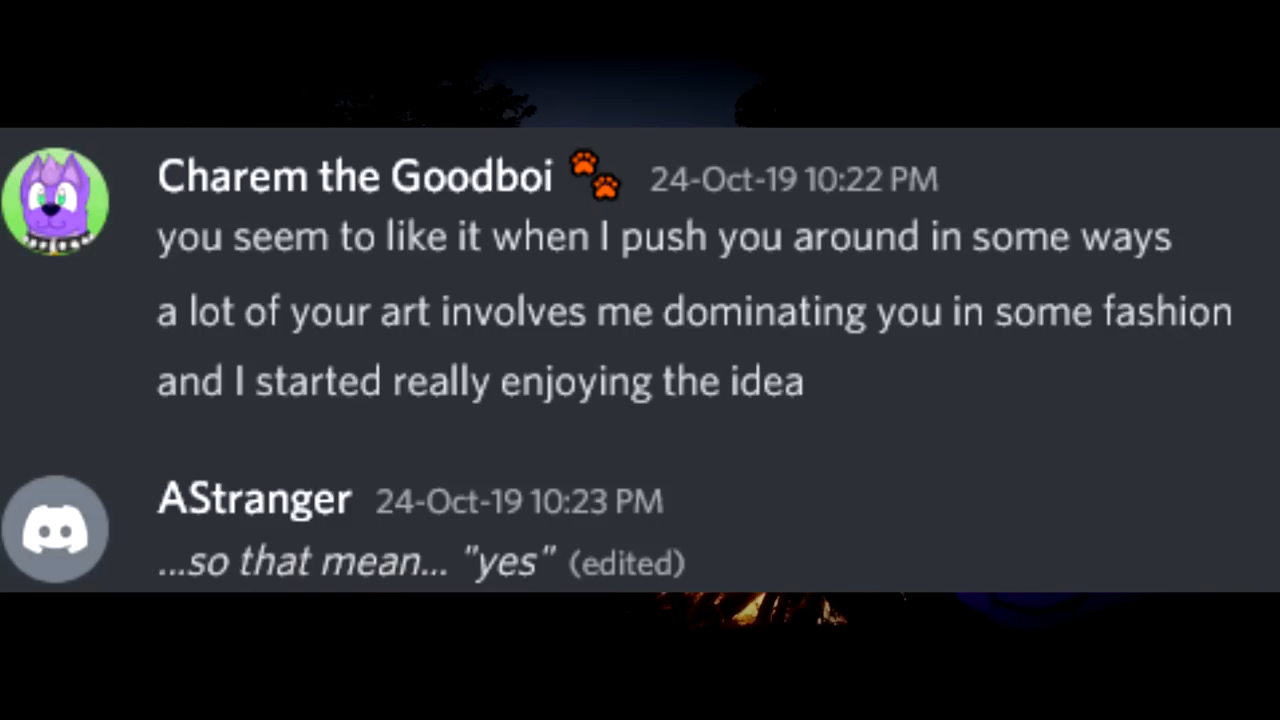 Charem the Goodboi 24-Oct-19 10:22 PM
you seem to like it when I push you around in some ways
a lot of your art involves me dominating you in some fashion
and I started really enjoying the idea
AStranger 24-Oct-19 10:23 PM
...so that mean... "yes" (edited)